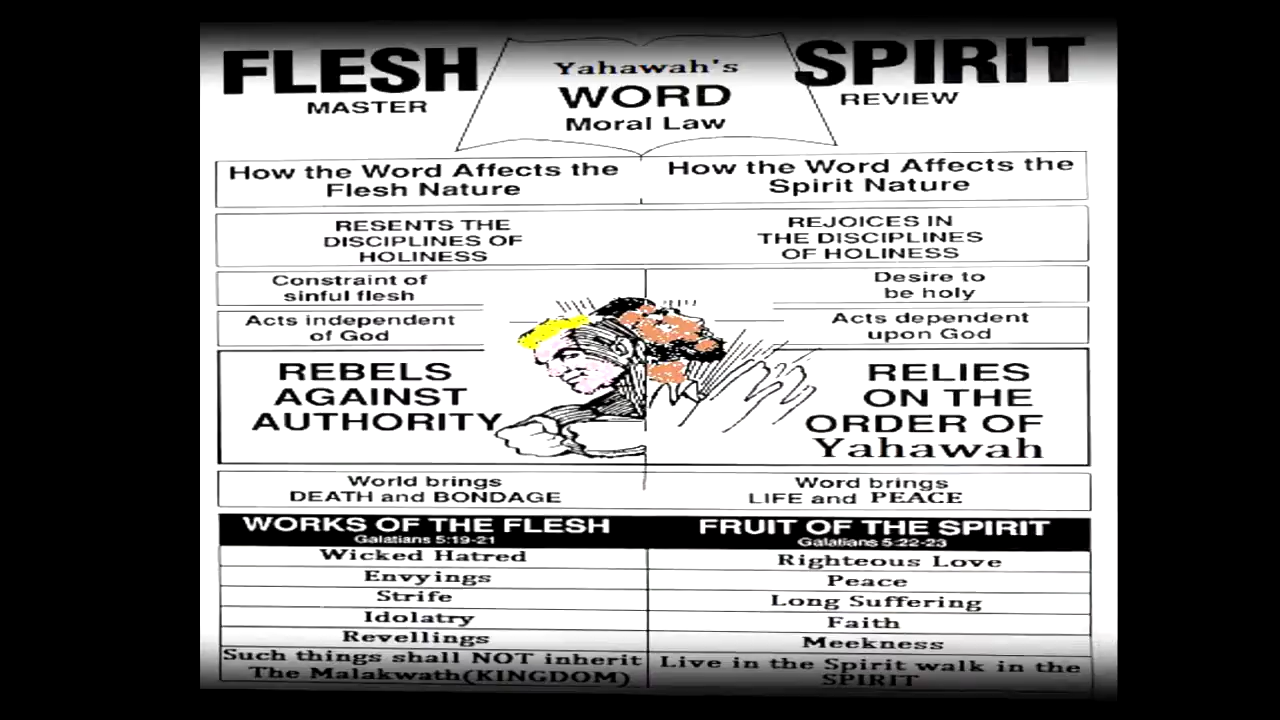 FLESH
MASTER
Yahawah's
WORD
Moral Law
SPIRIT
REVIEW
How the Word Affects the
Flesh Nature
How the Word Affects the
Spirit Nature
RESENTS THE
DISCIPLINES OF
HOLINESS
REJOICES IN
THE DISCIPLINES
OF HOLINESS
Constraint of
sinful flesh
Desire to
be holy
Acts independent
of God
Acts dependent
upon God
REBELS
AGAINST
AUTHORITY
RELIES
ON THE
ORDER OF
Yahawah
World brings
DEATH and BONDAGE
Word brings
LIFE and PEACE
WORKS OF THE FLESH
Galatians 5:19-21
FRUIT OF THE SPIRIT
Galatians 5:22-23
Wicked Hatred
Righteous Love
Envyings
Peace
Strife
Long Suffering
Idolatry
Faith
Revellings
Meekness
Such things shall NOT inherit
The Malakwath(KINGDOM)
Live in the Spirit walk in the
SPIRIT